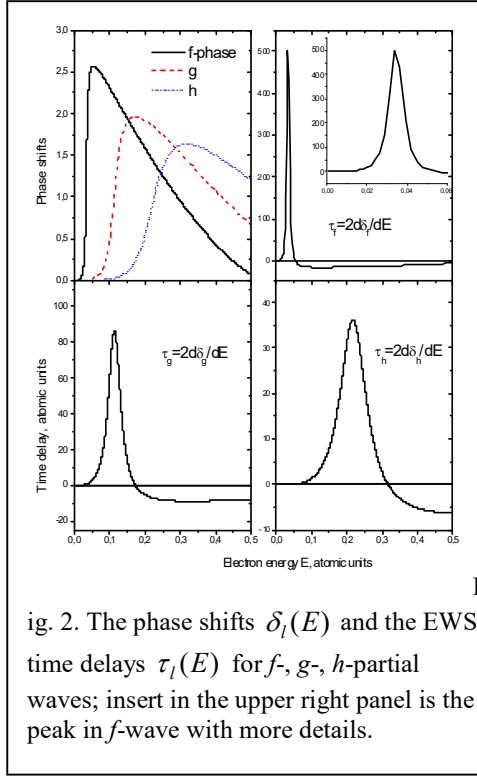 3,0
2,5
2,0
1,5
1,0
0,5
0,0
Phase shifts
f-phase
g
h
500
400
300
200
100
0
500
400
300
200
100
0
0,00 0,02 0,04 0,06
τf=2dδf/dE
100
80
60
40
20
0
-20
Time delay, atomic units
τg=2dδg/dE
0,0 0,1 0,2 0,3 0,4 0,5
40
30
20
10
0
-10
τh=2dδh/dE
0,0 0,1 0,2 0,3 0,4 0,5
Electron energy E, atomic units
ig. 2. The phase shifts δl(E) and the EWS
time delays τl(E) for f-, g-, h-partial
waves; insert in the upper right panel is the
peak in f-wave with more details.